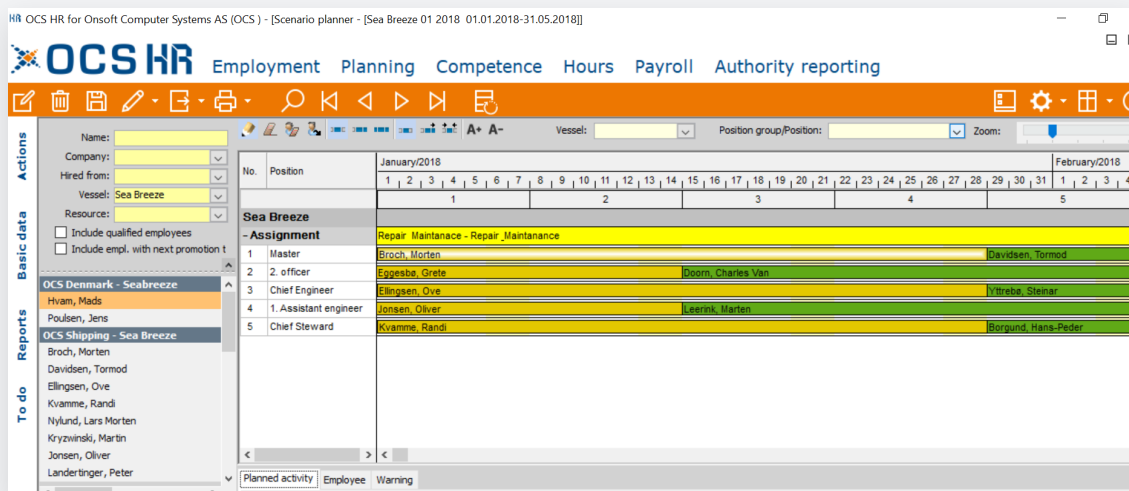 HR OCS HR for Onsoft Computer Systems AS (OCS ) - [Scenario planner - [Sea Breeze 01 2018 01.01.2018-31.05.2018]]
OCS HR Employment Planning Competence Hours Payroll Authority reporting
Actions
Basic data
Reports
To do
Name:
Company:
Hired from:
Vessel: Sea Breeze
Resource:
Include qualified employees
Include empl. with next promotion t
OCS Denmark - Seabreeze
Hvam, Mads
Poulsen, Jens
OCS Shipping - Sea Breeze
Broch, Morten
Davidsen, Tormod
Ellingsen, Ove
Kvamme, Randi
Nylund, Lars Morten
Kryzwinski, Martin
Jonsen, Oliver
Landertinger, Peter
A+ A- Vessel: Position group/Position: Zoom:
No. Position January/2018 February/2018
1 2 3 4 5 6 7 8 9 10 11 12 13 14 15 16 17 18 19 20 21 22 23 24 25 26 27 28 29 30 31 1 2 3 4
1 2 3 4 5
Sea Breeze
- Assignment Repair Maintanace - Repair_Maintanance
1 Master Broch, Morten Davidsen, Tormod
2 2. officer Eggesbø, Grete Doorn, Charles Van
3 Chief Engineer Ellingsen, Ove Yttrebø, Steinar
4 1. Assistant engineer Jonsen, Oliver Leerink, Marten
5 Chief Steward Kvamme, Randi Borgund, Hans-Peder
Planned activity Employee Warning